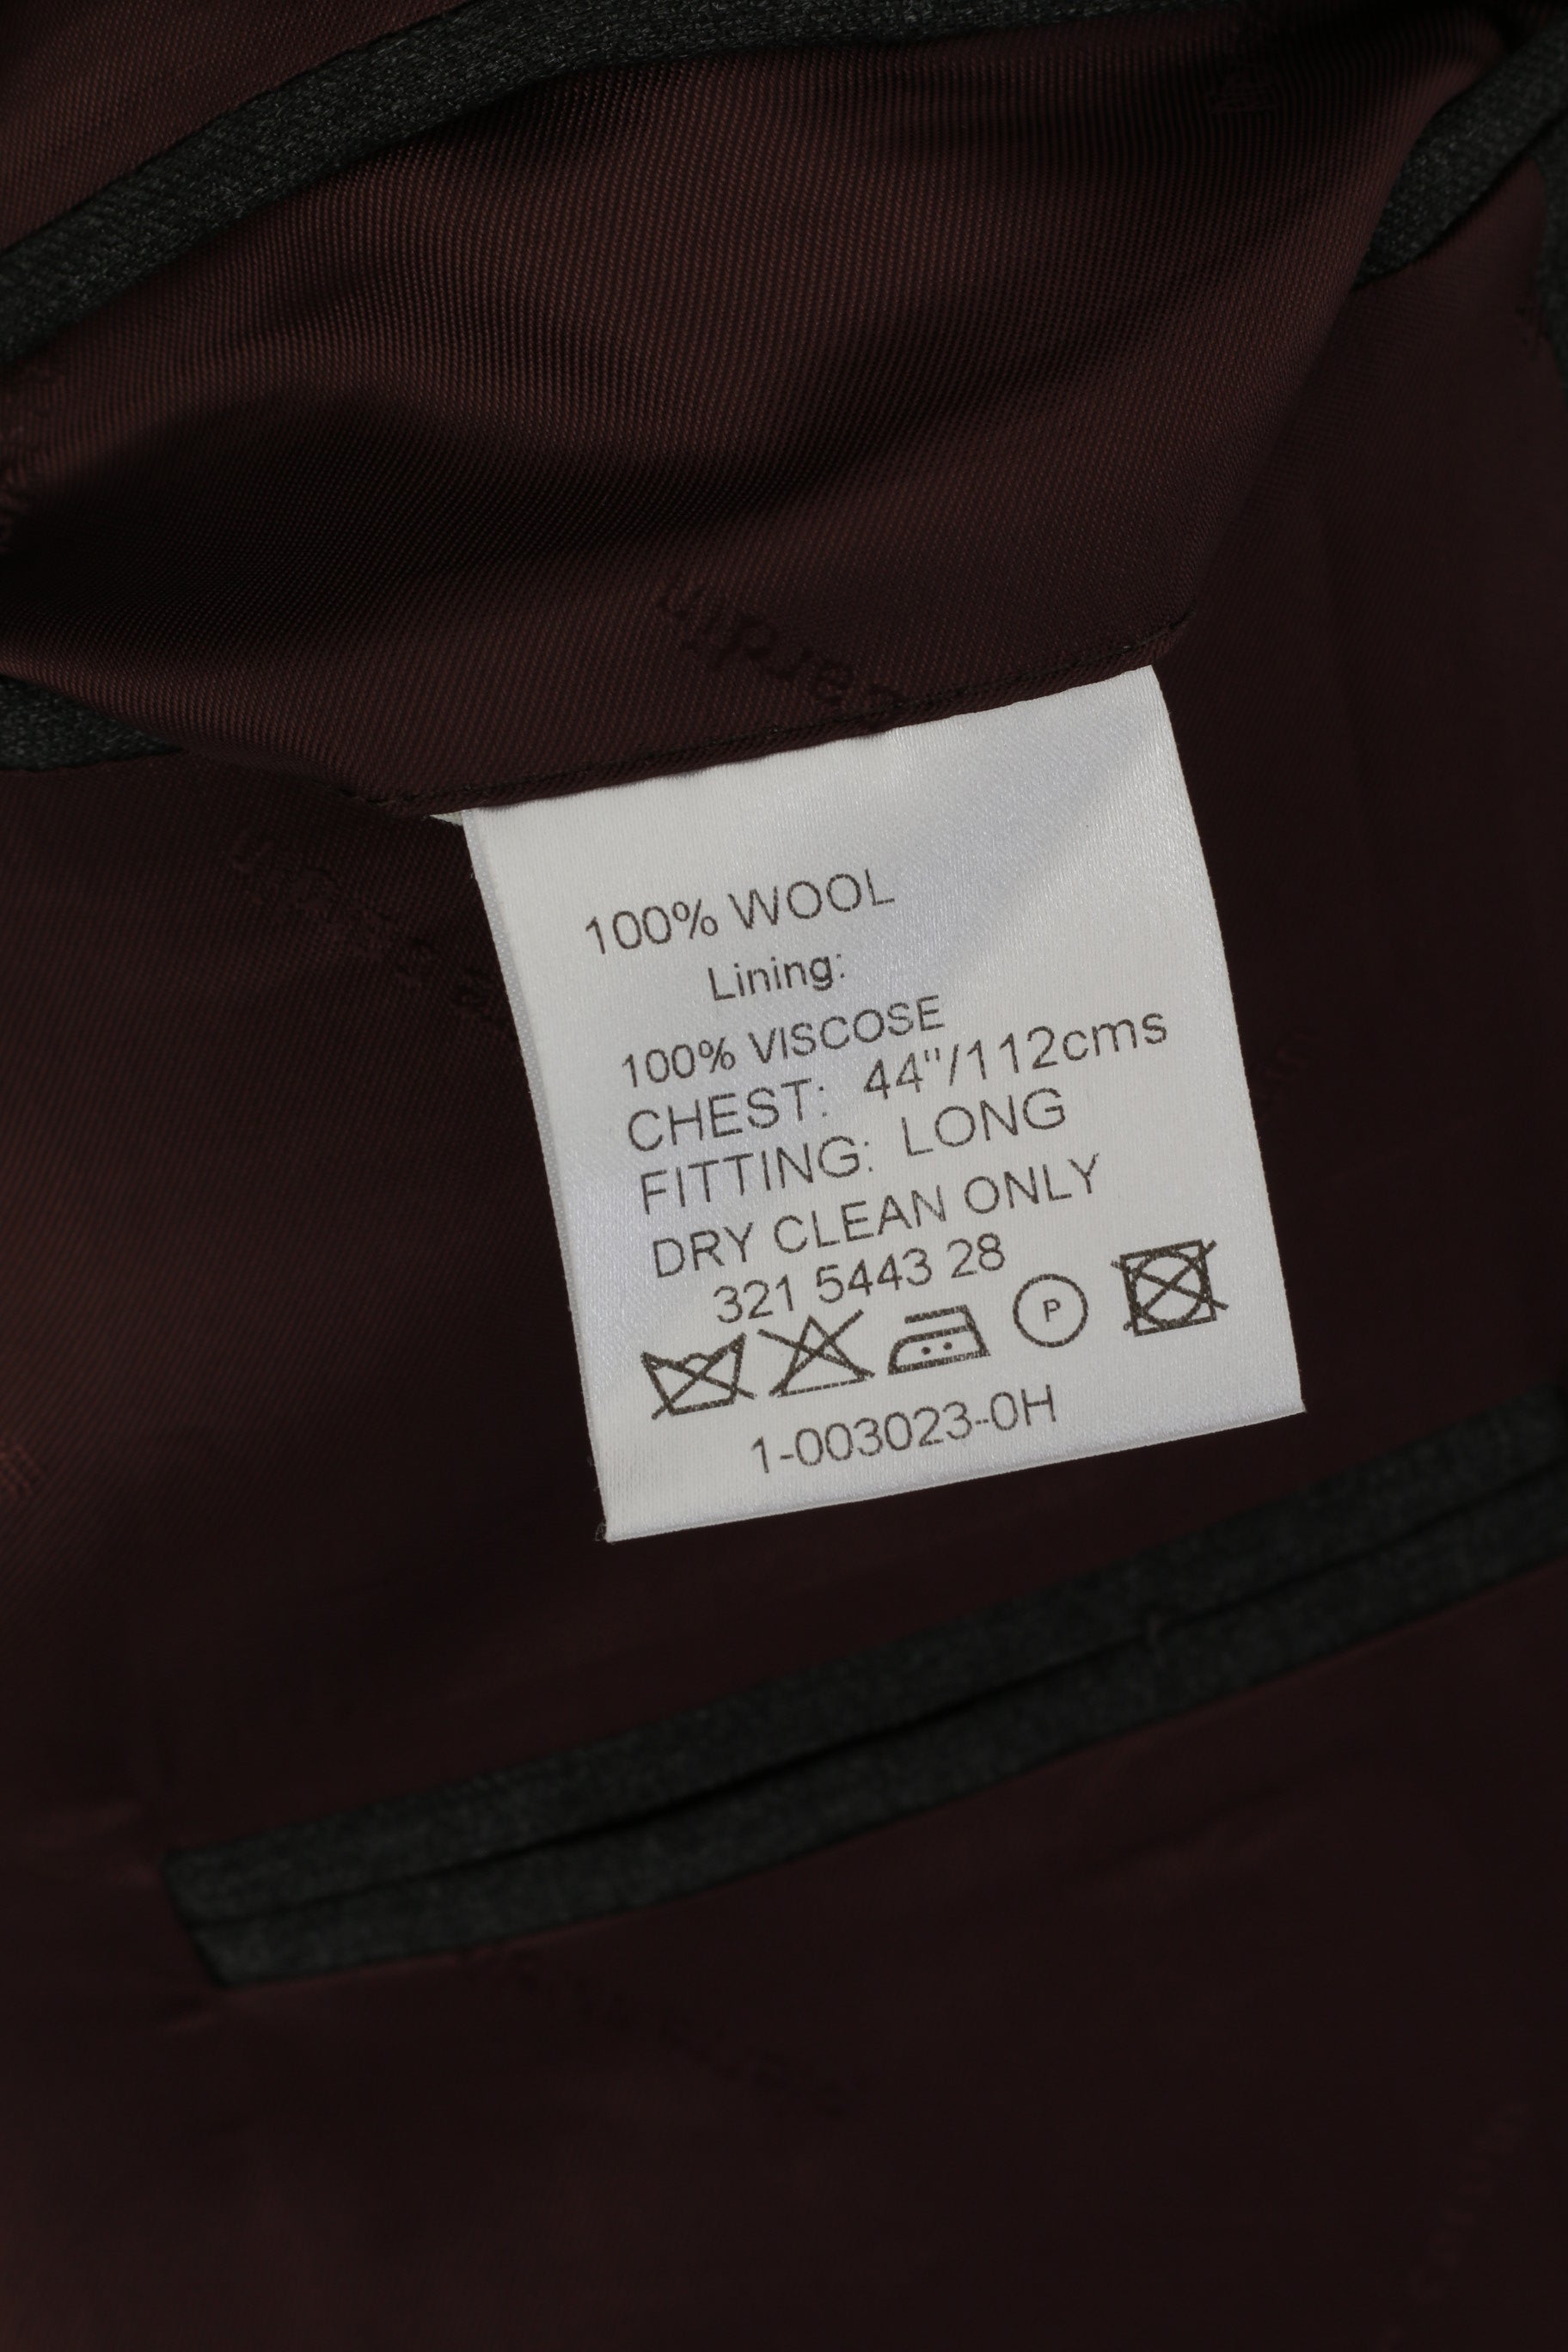 100% WOOL
Lining:
100% VISCOSE
CHEST: 44"/112cms
FITTING: LONG
DRY CLEAN ONLY
321 5443 28
P
1-003023-0H